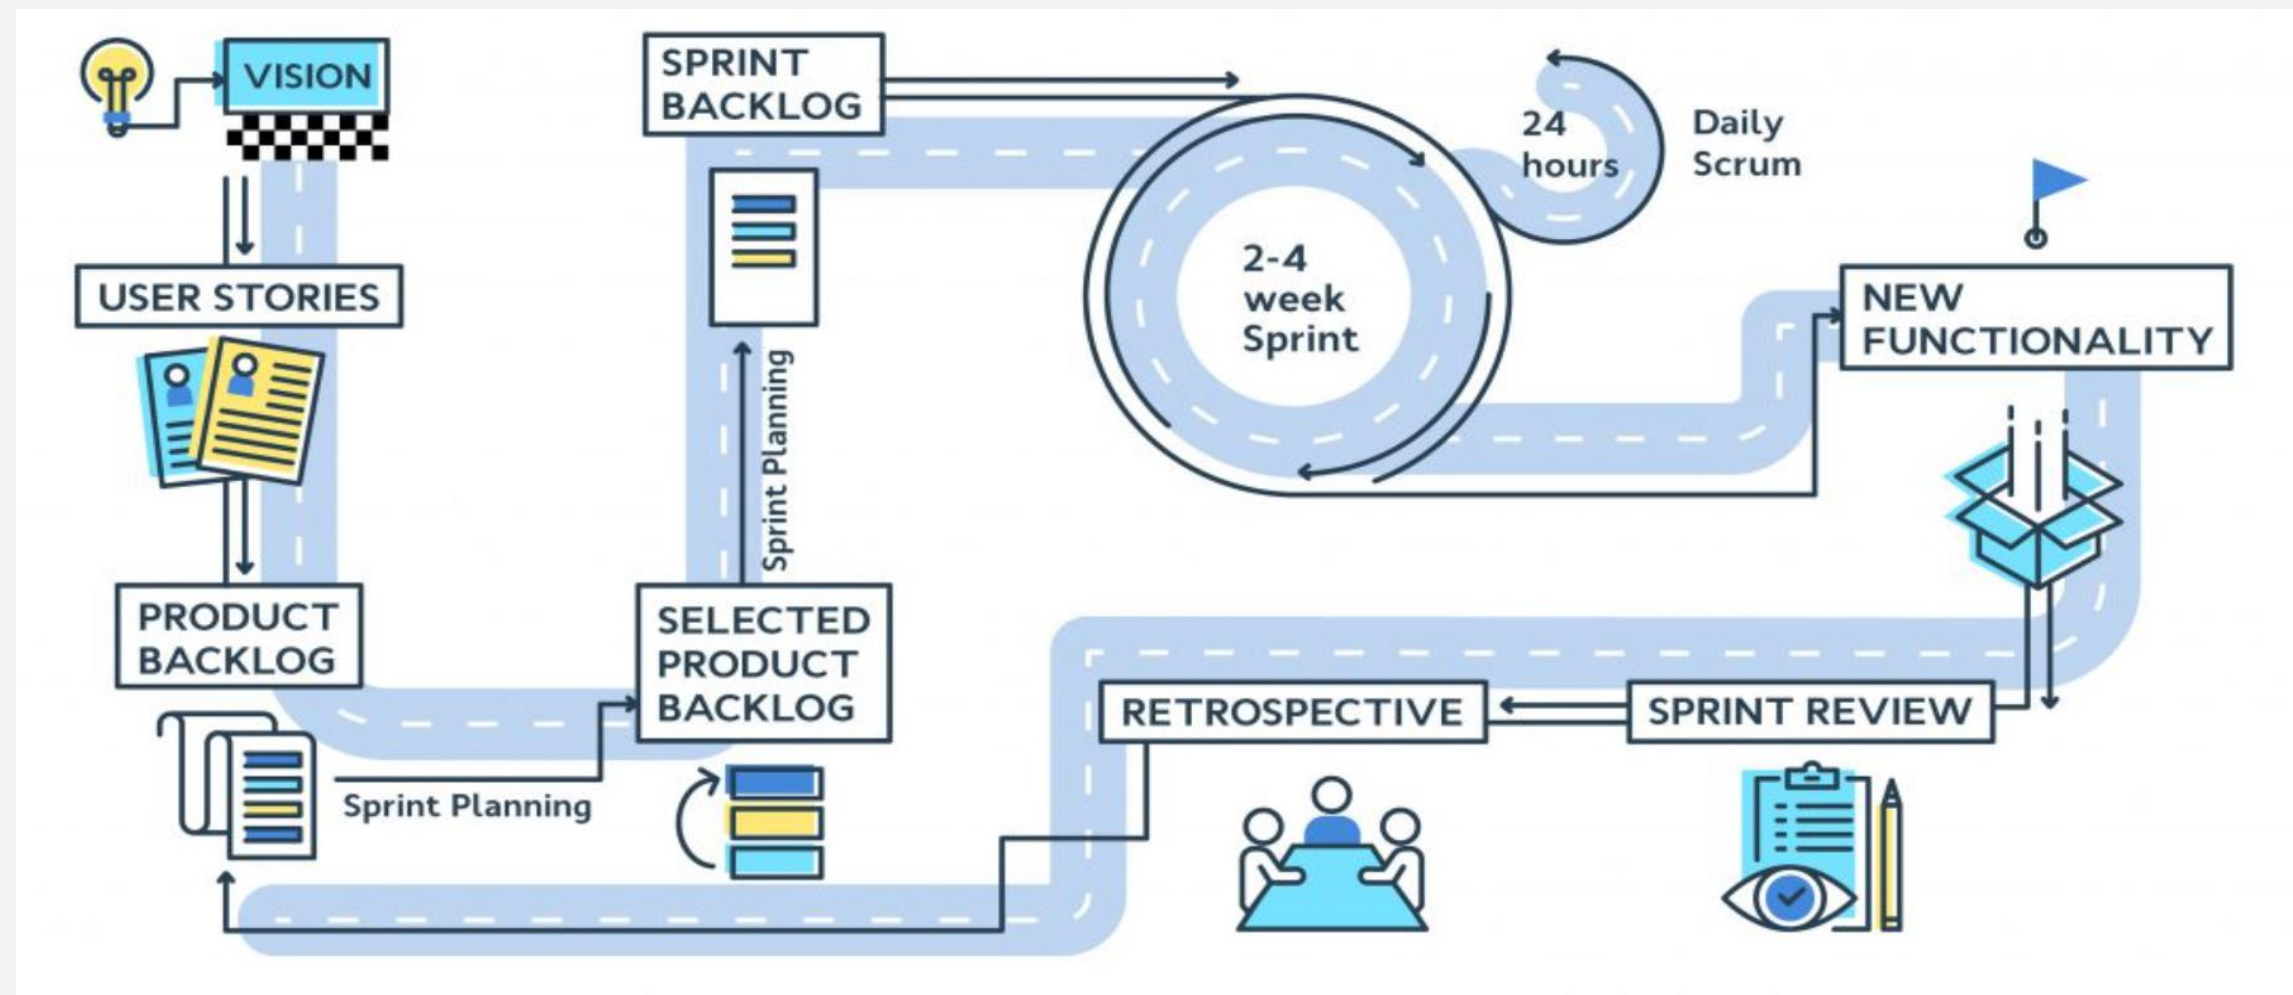 VISION
USER STORIES
PRODUCT
BACKLOG
Sprint Planning
SELECTED
PRODUCT
BACKLOG
Sprint Planning
SPRINT
BACKLOG
2-4
week
Sprint
24
hours
Daily
Scrum
NEW
FUNCTIONALITY
SPRINT REVIEW
RETROSPECTIVE